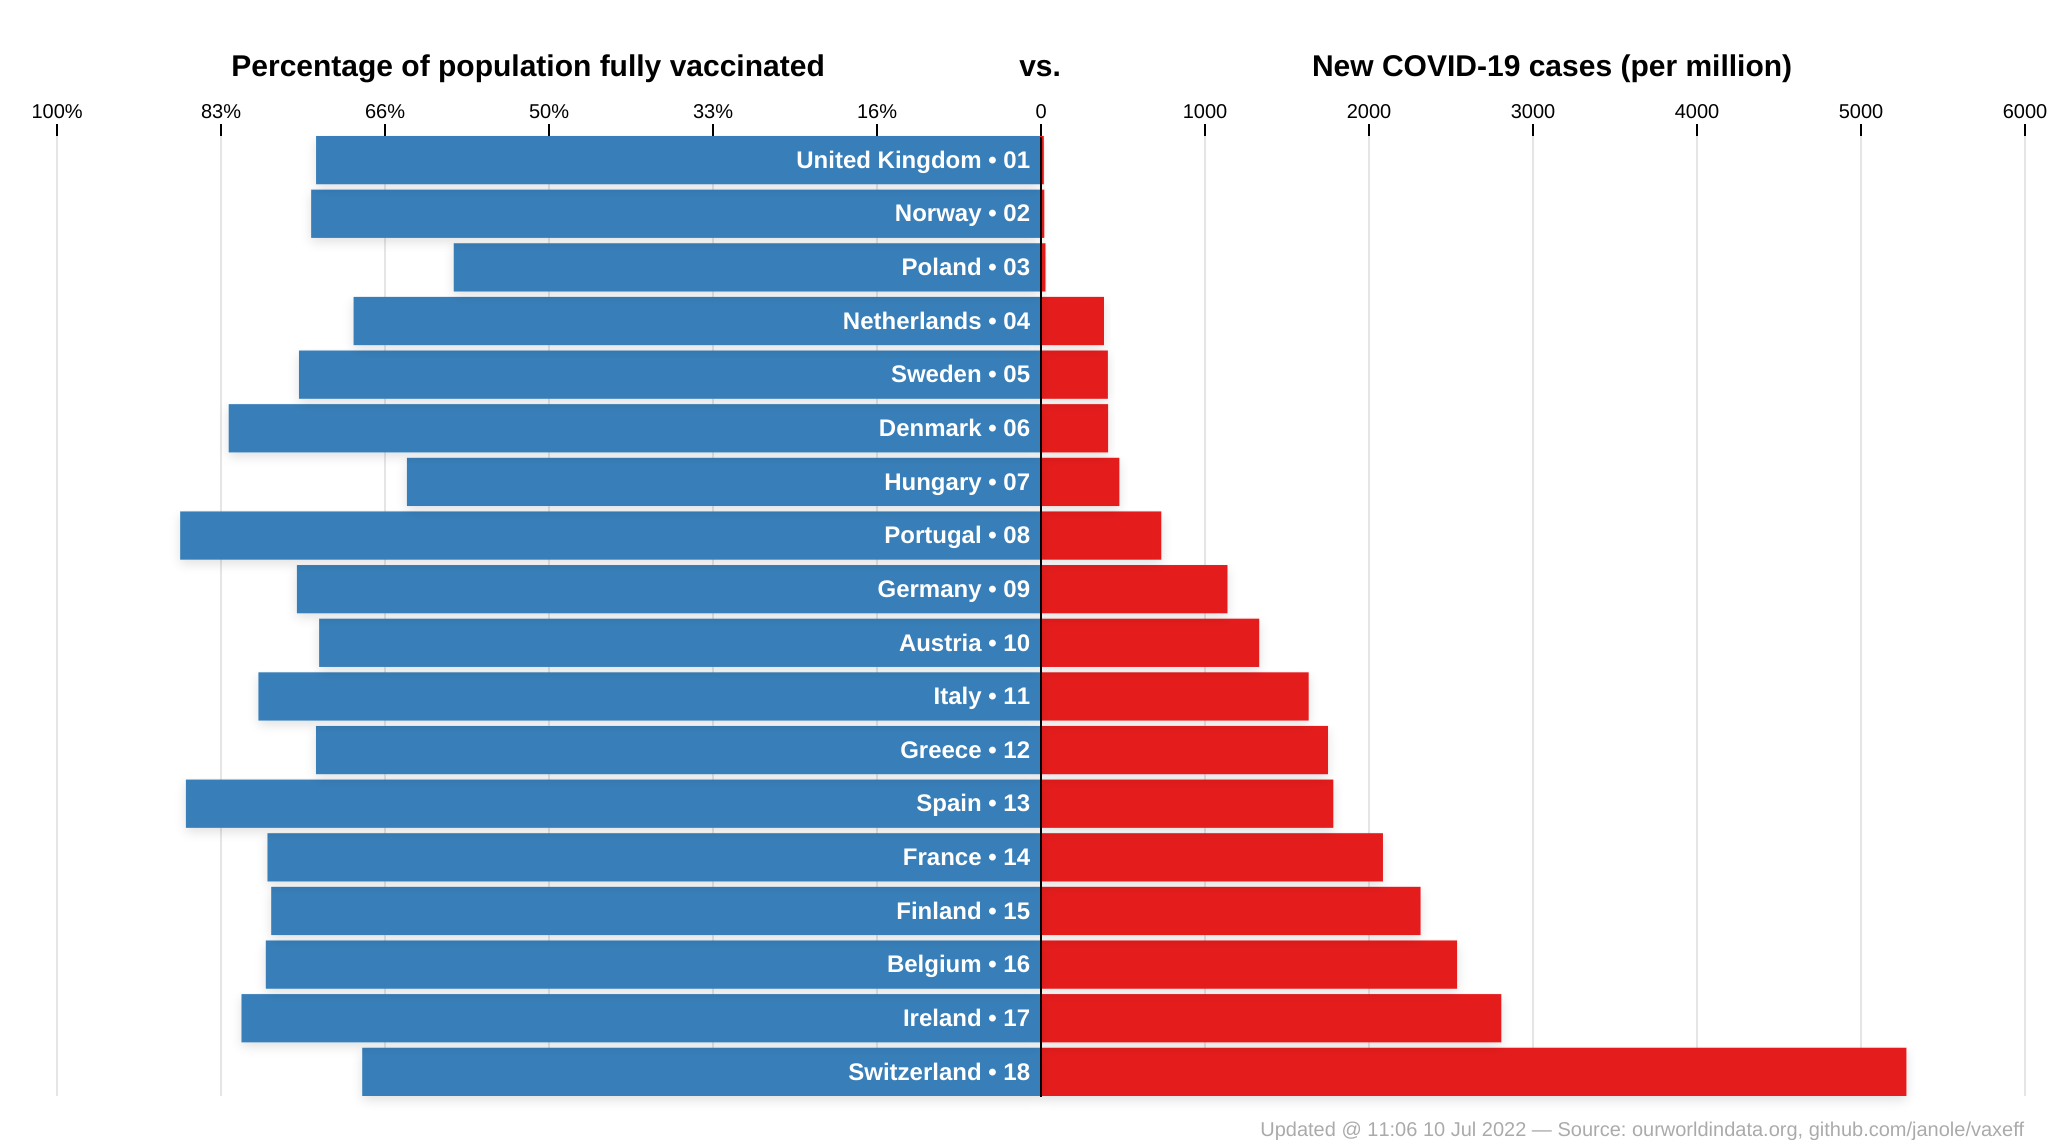 Percentage of population fully vaccinated vs. New COVID-19 cases (per million)
100% 83% 66% 50% 33% 16% 0 1000 2000 3000 4000 5000 6000
United Kingdom • 01
Norway • 02
Poland • 03
Netherlands • 04
Sweden • 05
Denmark • 06
Hungary • 07
Portugal • 08
Germany • 09
Austria • 10
Italy • 11
Greece • 12
Spain • 13
France • 14
Finland • 15
Belgium • 16
Ireland • 17
Switzerland • 18
Updated @ 11:06 10 Jul 2022 — Source: ourworldindata.org, github.com/janole/vaxeff